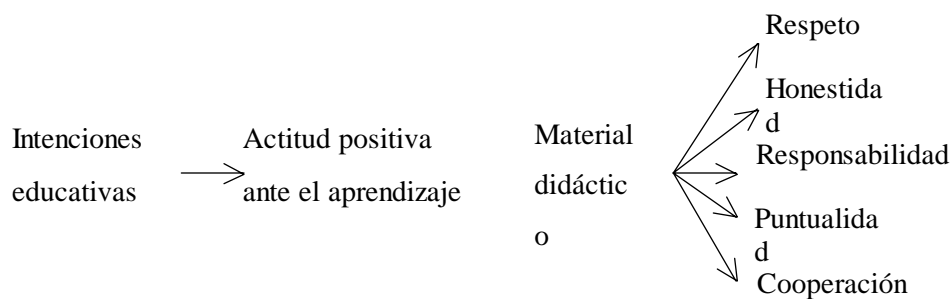 Intenciones
educativas
Actitud positiva
ante el aprendizaje
Material
didáctic
o
Respeto
Honestida
d
Responsabilidad
Puntualida
d
Cooperación